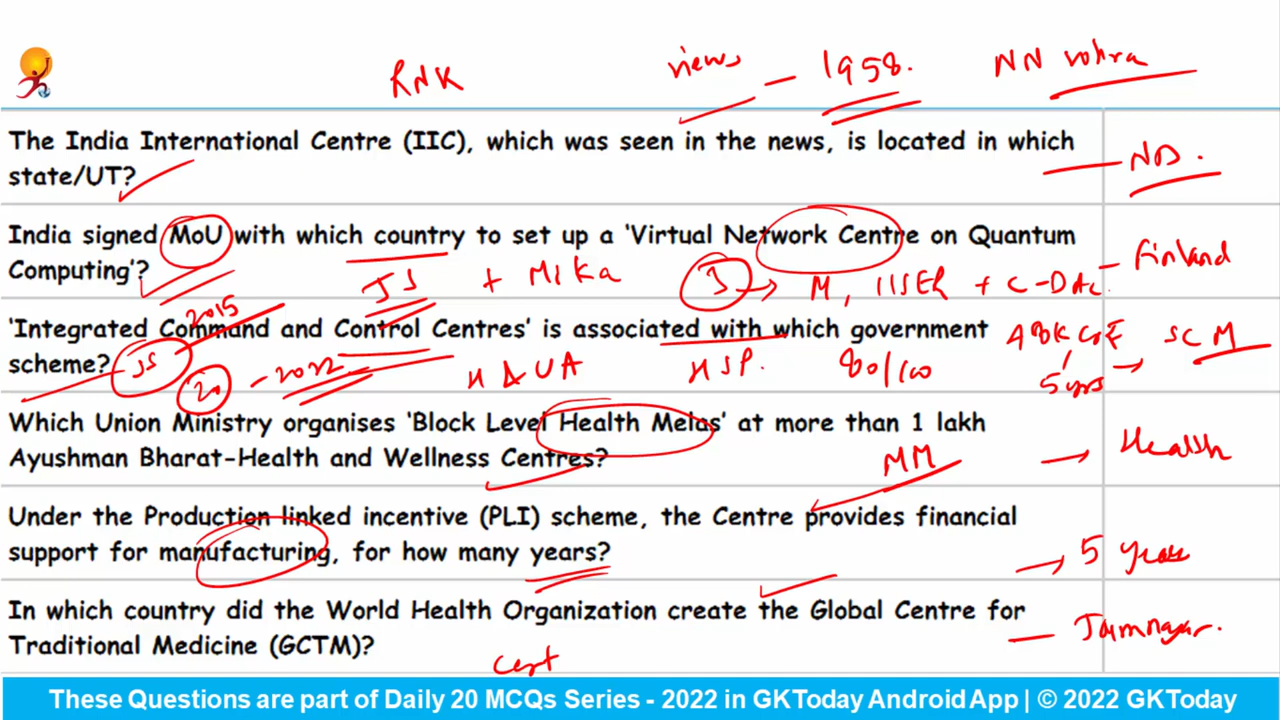 RNK news - 1958. NN vohra
The India International Centre (IIC), which was seen in the news, is located in which
state/UT?
ND.
India signed MoU with which country to set up a 'Virtual Network Centre on Quantum
Computing'?
Finland
JS + Mika 3 → M, IISER + C-DAC
2015
'Integrated Command and Control Centres' is associated with which government
scheme?
SCM
JS 20 - 2022 H & UA HSP. 80/100 5 yrs →
Which Union Ministry organises 'Block Level Health Melas' at more than 1 lakh
Ayushman Bharat-Health and Wellness Centres?
MM → Health
Under the Production linked incentive (PLI) scheme, the Centre provides financial
support for manufacturing, for how many years?
→ 5 years
In which country did the World Health Organization create the Global Centre for
Traditional Medicine (GCTM)?
- Jamnagar.
These Questions are part of Daily 20 MCQs Series - 2022 in GKToday Android App | © 2022 GKToday